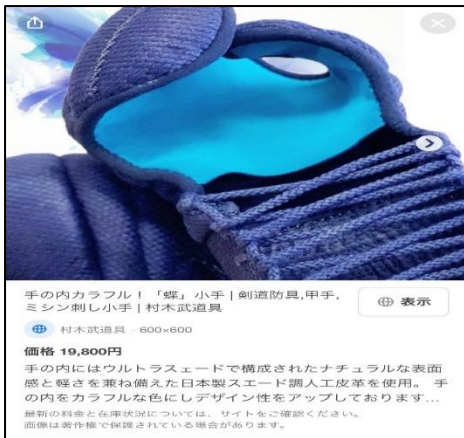 手の内カラフル！「蝶」小手 | 剣道防具,甲手,
ミシン刺し小手 | 村木武道具
表示
村木武道具 · 600×600
価格 19,800円
手の内にはウルトラスエードで構成されたナチュラルな表面
感と軽さを兼ね備えた日本製スエード調人工皮革を使用。 手
の内をカラフルな色にしデザイン性をアップしております...
最新の料金と在庫状況については、サイトをご確認ください。
画像は著作権で保護されている場合があります。